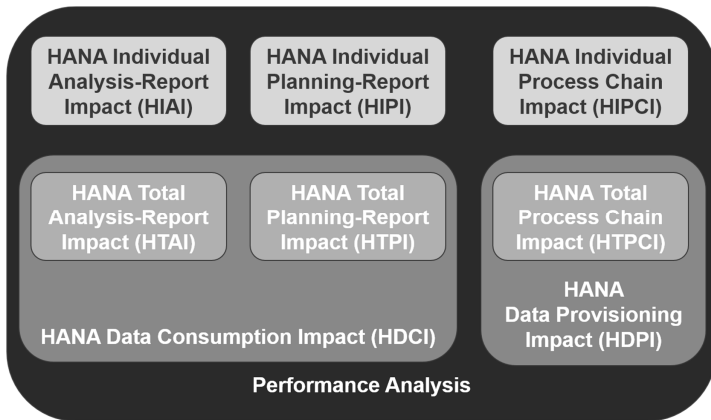 HANA Individual
Analysis-Report
Impact (HIAI)
HANA Individual
Planning-Report
Impact (HIPI)
HANA Individual
Process Chain
Impact (HIPCI)
HANA Total
Analysis-Report
Impact (HTAI)
HANA Total
Planning-Report
Impact (HTPI)
HANA Total
Process Chain
Impact (HTPCI)
HANA Data Consumption Impact (HDCI)
HANA
Data Provisioning
Impact (HDPI)
Performance Analysis